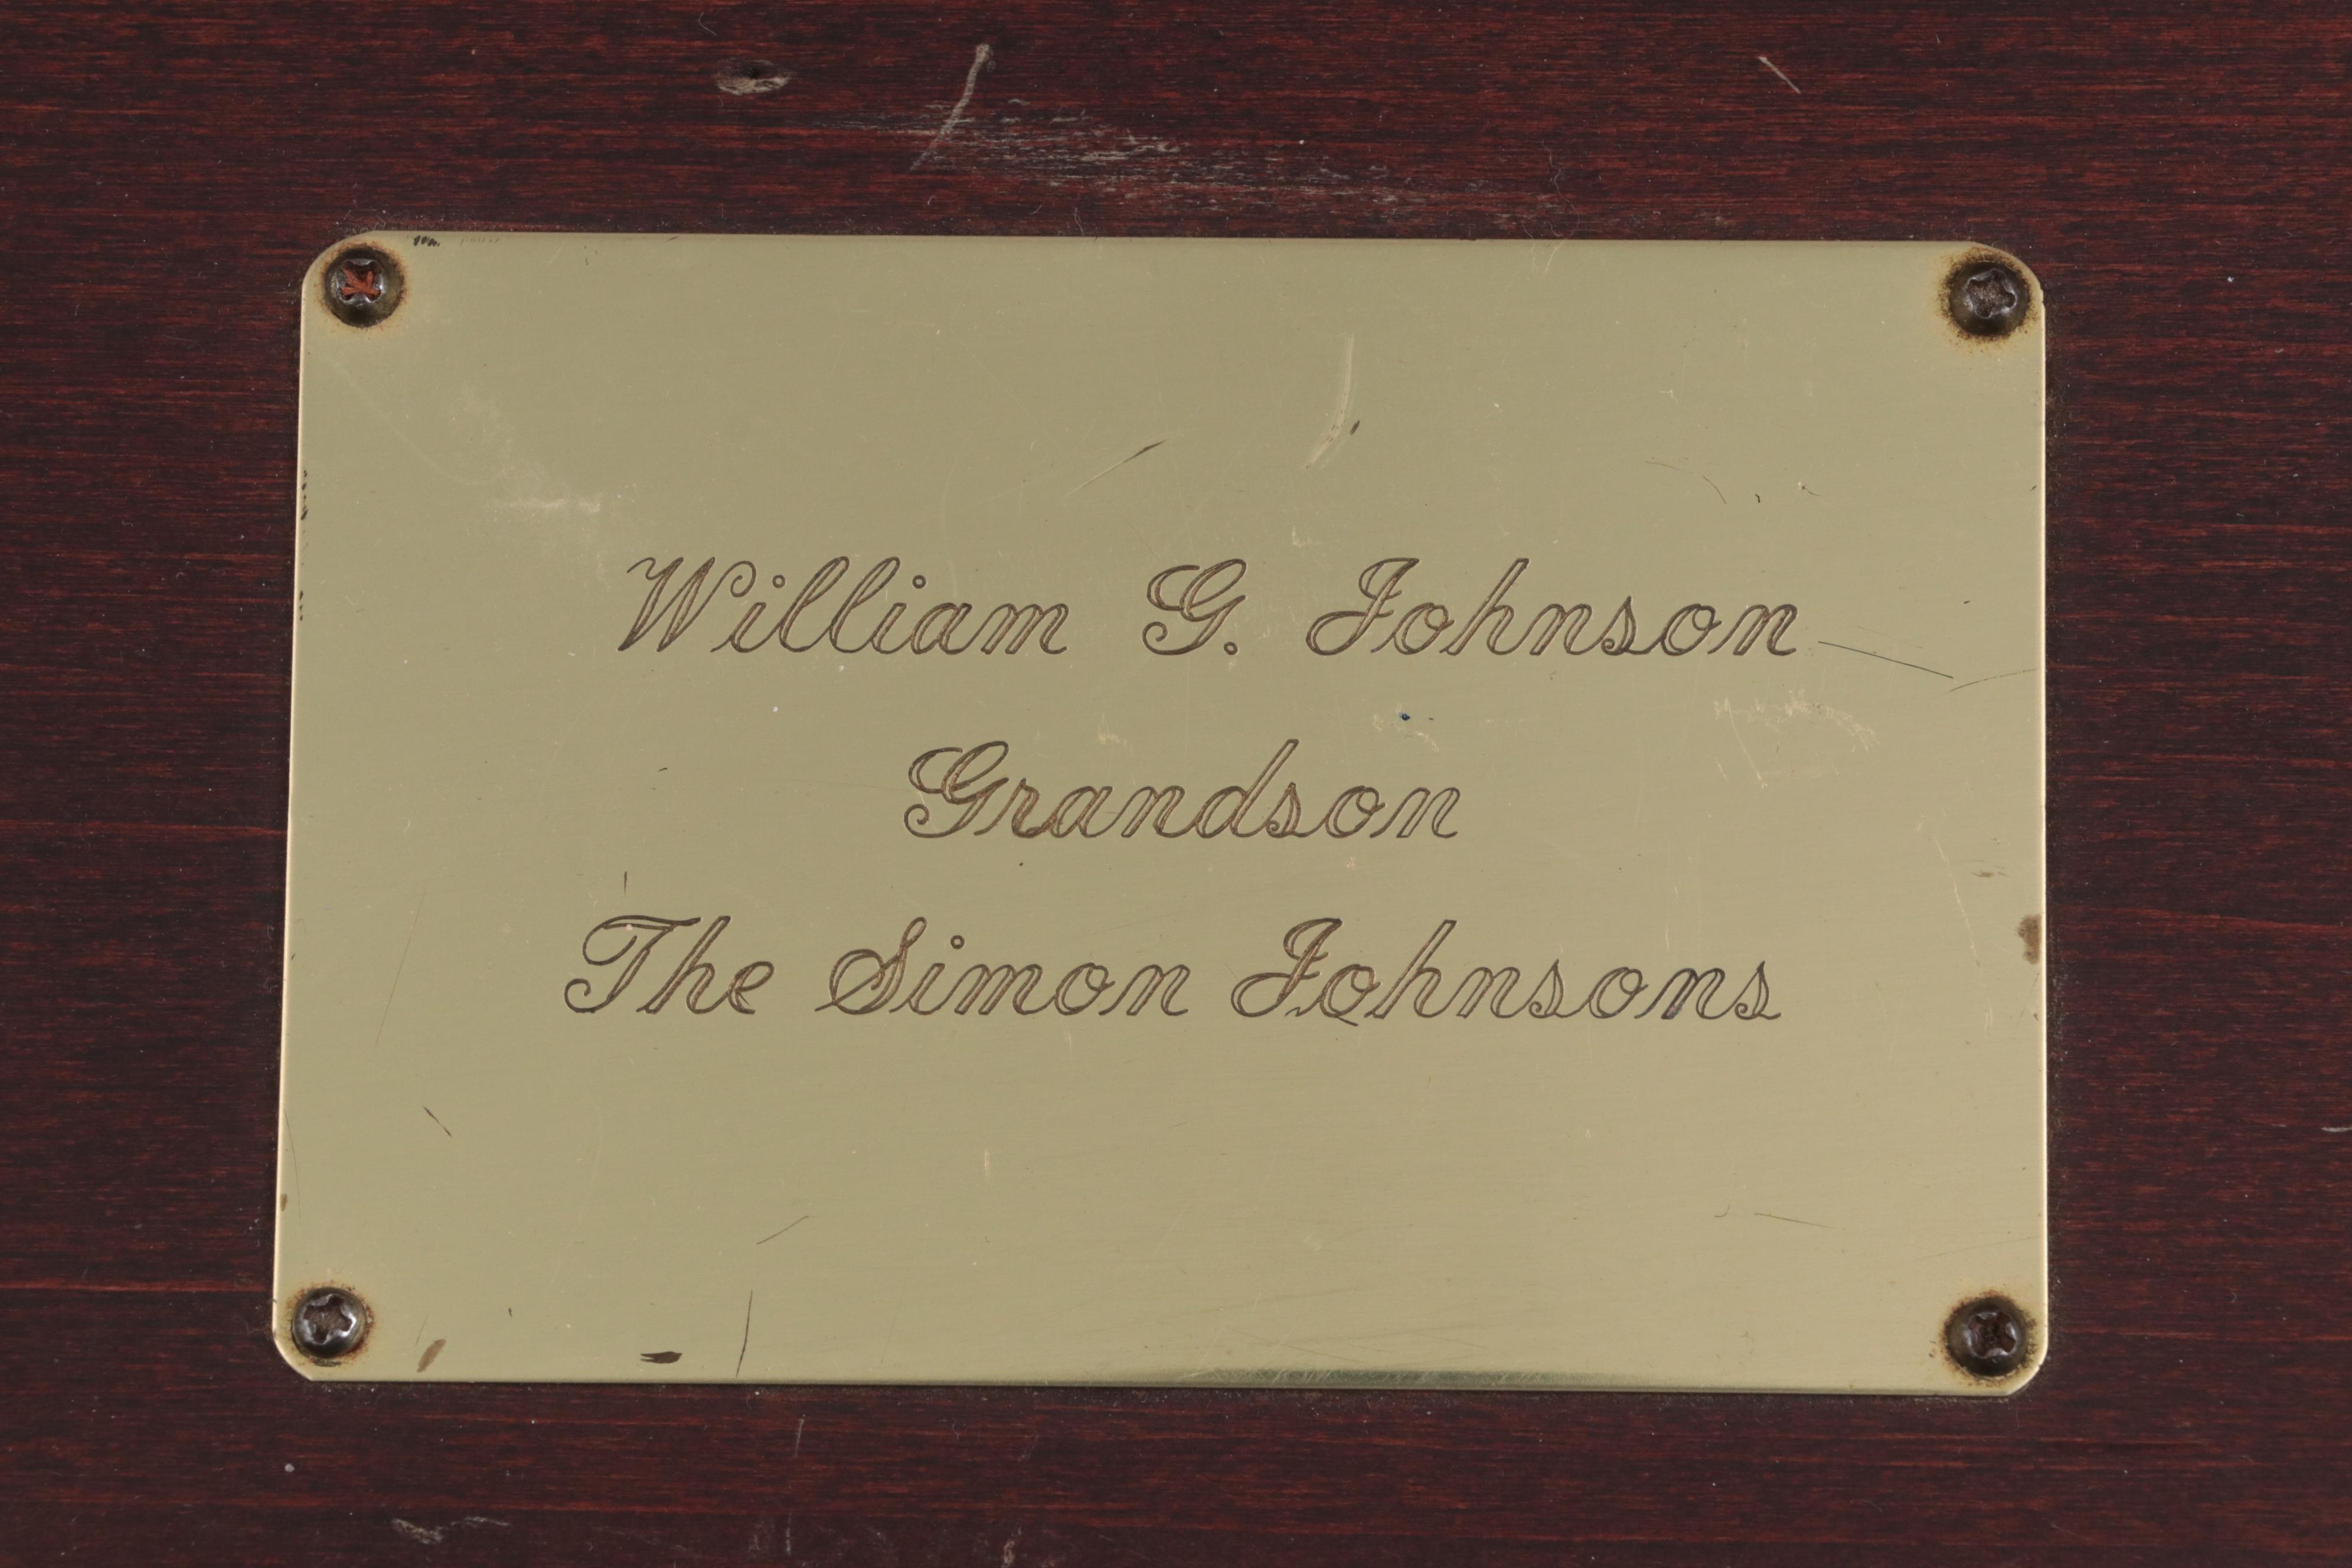 William G. Johnson
Grandson
The Simon Johnsons